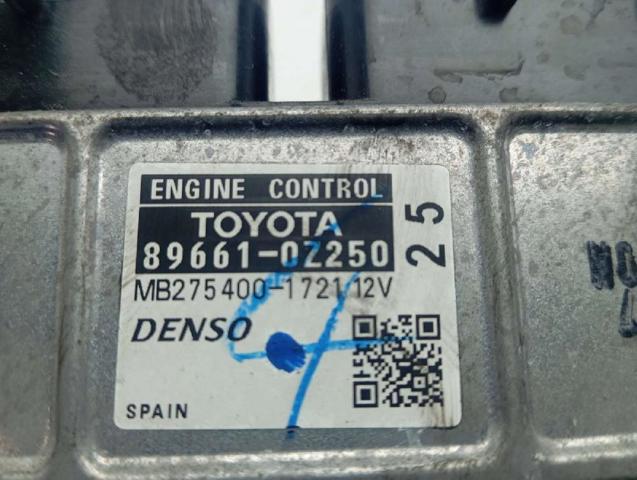 ENGINE CONTROL
TOYOTA
89661-0Z250
25
MB275400-1721 12V
DENSO
SPAIN